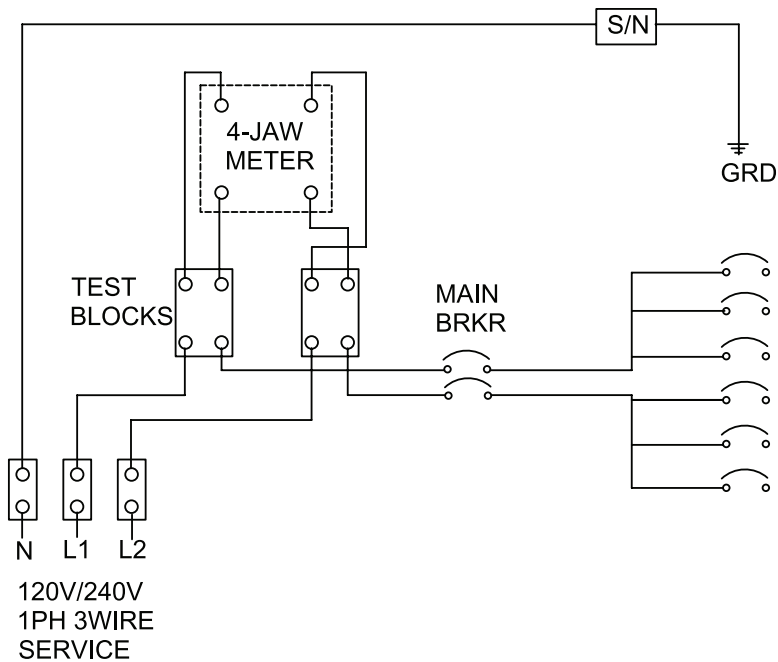 S/N
4-JAW
METER
GRD
TEST
BLOCKS
MAIN
BRKR
N
L1
L2
120V/240V
1PH 3WIRE
SERVICE